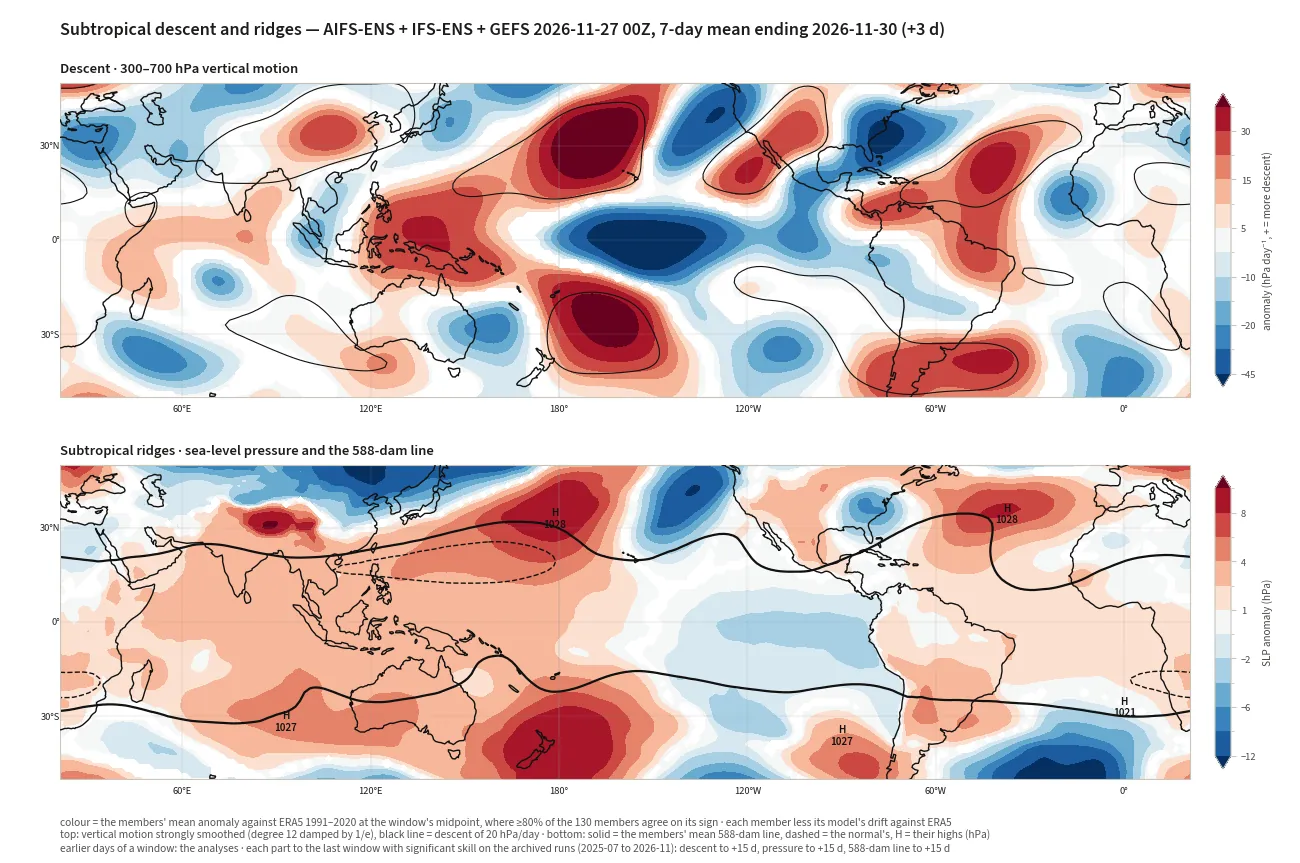 Subtropical descent and ridges — AIFS-ENS + IFS-ENS + GEFS 2026-11-27 00Z, 7-day mean ending 2026-11-30 (+3 d)
Descent · 300–700 hPa vertical motion
30°N
0°
30°S
60°E
120°E
180°
120°W
60°W
0°
30
15
5
−10
−20
−45
anomaly (hPa day⁻¹, + = more descent)
Subtropical ridges · sea-level pressure and the 588-dam line
30°N
0°
30°S
H
1028
H
1028
H
1027
H
1027
H
1021
60°E
120°E
180°
120°W
60°W
0°
8
4
1
−2
−6
−12
SLP anomaly (hPa)
colour = the members' mean anomaly against ERA5 1991–2020 at the window's midpoint, where ≥80% of the 130 members agree on its sign · each member less its model's drift against ERA5
top: vertical motion strongly smoothed (degree 12 damped by 1/e), black line = descent of 20 hPa/day · bottom: solid = the members' mean 588-dam line, dashed = the normal's, H = their highs (hPa)
earlier days of a window: the analyses · each part to the last window with significant skill on the archived runs (2025-07 to 2026-11): descent to +15 d, pressure to +15 d, 588-dam line to +15 d